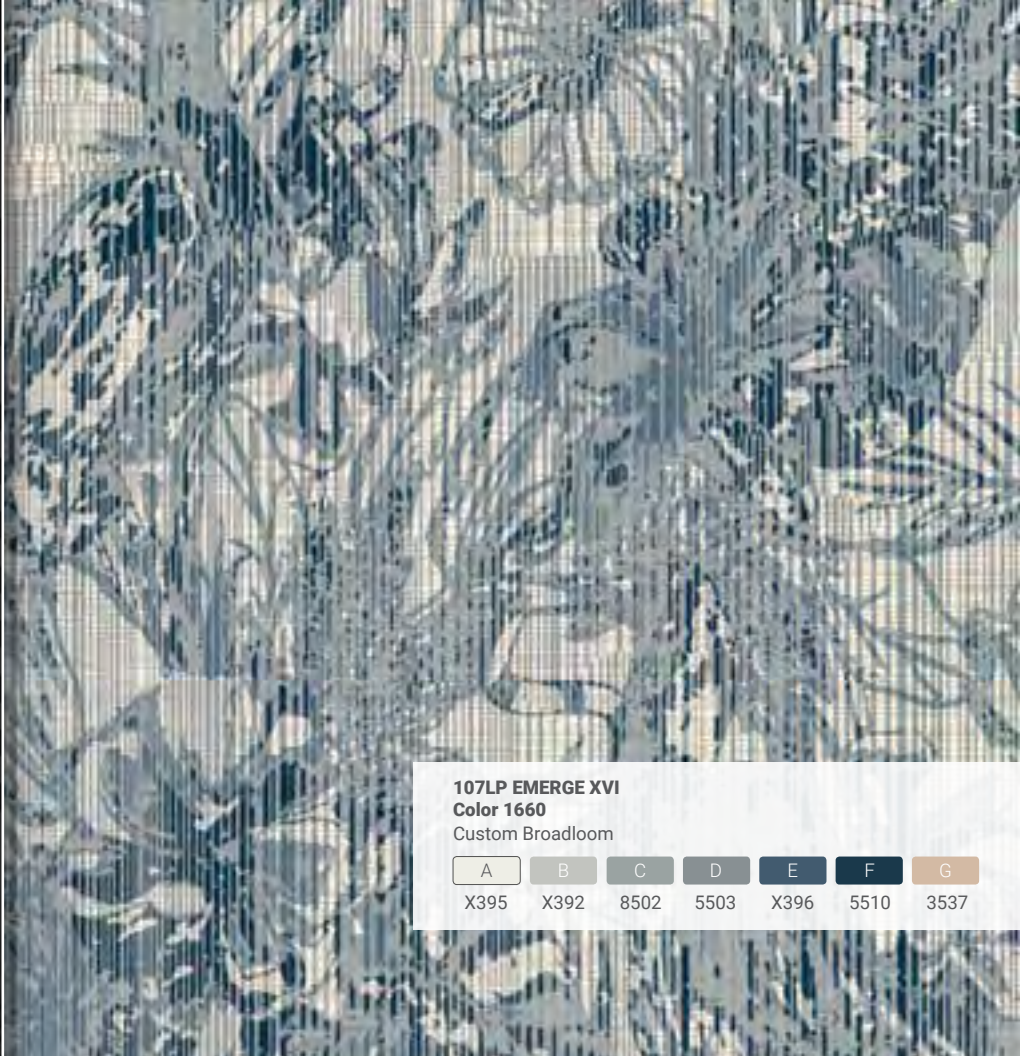 107LP EMERGE XVI
Color 1660
Custom Broadloom
A B C D E F G
X395 X392 8502 5503 X396 5510 3537